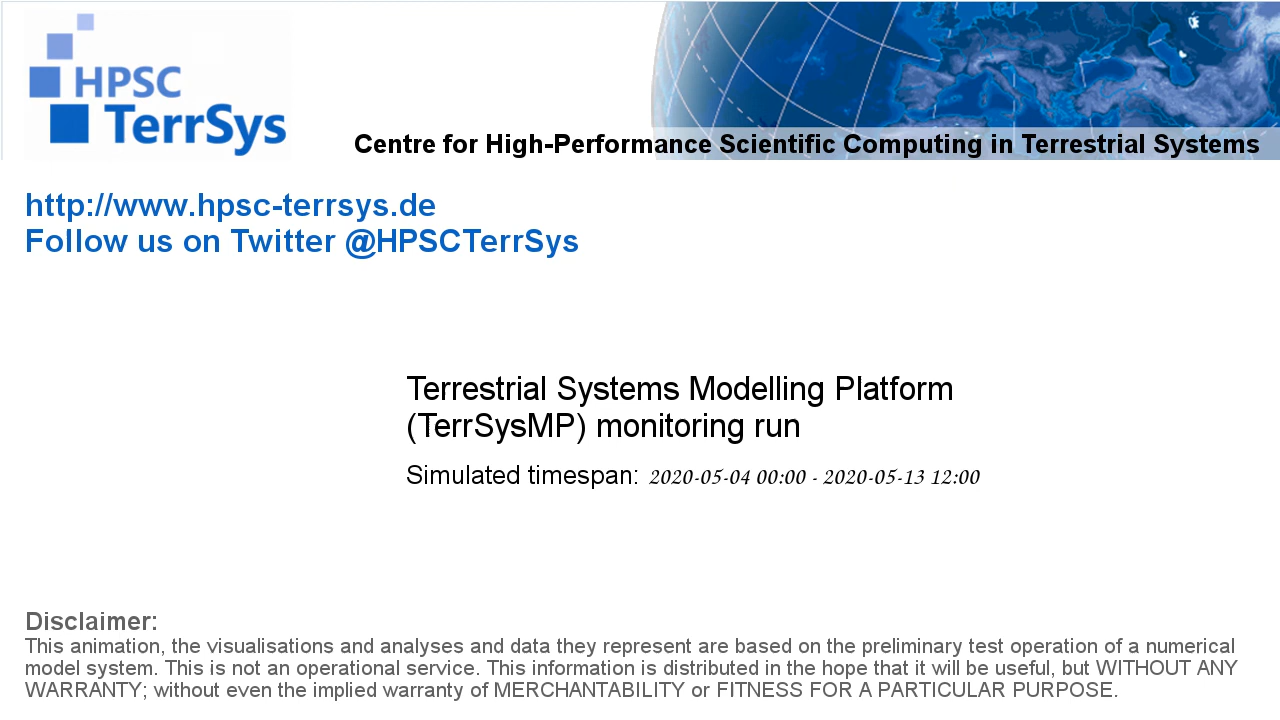 HPSC
TerrSys
Centre for High-Performance Scientific Computing in Terrestrial Systems
http://www.hpsc-terrsys.de
Follow us on Twitter @HPSCTerrSys
Terrestrial Systems Modelling Platform
(TerrSysMP) monitoring run
Simulated timespan: 2020-05-04 00:00 - 2020-05-13 12:00
Disclaimer:
This animation, the visualisations and analyses and data they represent are based on the preliminary test operation of a numerical
model system. This is not an operational service. This information is distributed in the hope that it will be useful, but WITHOUT ANY
WARRANTY; without even the implied warranty of MERCHANTABILITY or FITNESS FOR A PARTICULAR PURPOSE.